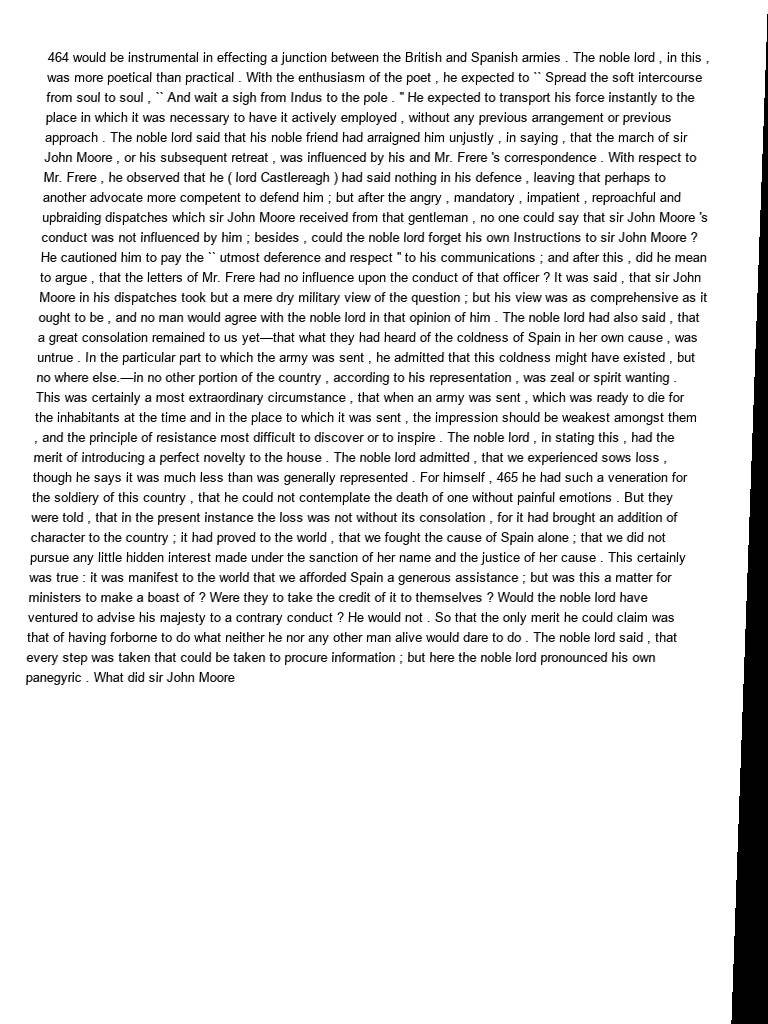 464 would be instrumental in effecting a junction between the British and Spanish armies . The noble lord , in this ,
was more poetical than practical . With the enthusiasm of the poet , he expected to `` Spread the soft intercourse
from soul to soul , `` And wait a sigh from Indus to the pole . " He expected to transport his force instantly to the
place in which it was necessary to have it actively employed , without any previous arrangement or previous
approach . The noble lord said that his noble friend had arraigned him unjustly , in saying , that the march of sir
John Moore , or his subsequent retreat , was influenced by his and Mr. Frere 's correspondence . With respect to
Mr. Frere , he observed that he ( lord Castlereagh ) had said nothing in his defence , leaving that perhaps to
another advocate more competent to defend him ; but after the angry , mandatory , impatient , reproachful and
upbraiding dispatches which sir John Moore received from that gentleman , no one could say that sir John Moore 's
conduct was not influenced by him ; besides , could the noble lord forget his own Instructions to sir John Moore ?
He cautioned him to pay the `` utmost deference and respect " to his communications ; and after this , did he mean
to argue , that the letters of Mr. Frere had no influence upon the conduct of that officer ? It was said , that sir John
Moore in his dispatches took but a mere dry military view of the question ; but his view was as comprehensive as it
ought to be , and no man would agree with the noble lord in that opinion of him . The noble lord had also said , that
a great consolation remained to us yet—that what they had heard of the coldness of Spain in her own cause , was
untrue . In the particular part to which the army was sent , he admitted that this coldness might have existed , but
no where else.—in no other portion of the country , according to his representation , was zeal or spirit wanting .
This was certainly a most extraordinary circumstance , that when an army was sent , which was ready to die for
the inhabitants at the time and in the place to which it was sent , the impression should be weakest amongst them
, and the principle of resistance most difficult to discover or to inspire . The noble lord , in stating this , had the
merit of introducing a perfect novelty to the house . The noble lord admitted , that we experienced sows loss ,
though he says it was much less than was generally represented . For himself , 465 he had such a veneration for
the soldiery of this country , that he could not contemplate the death of one without painful emotions . But they
were told , that in the present instance the loss was not without its consolation , for it had brought an addition of
character to the country ; it had proved to the world , that we fought the cause of Spain alone ; that we did not
pursue any little hidden interest made under the sanction of her name and the justice of her cause . This certainly
was true : it was manifest to the world that we afforded Spain a generous assistance ; but was this a matter for
ministers to make a boast of ? Were they to take the credit of it to themselves ? Would the noble lord have
ventured to advise his majesty to a contrary conduct ? He would not . So that the only merit he could claim was
that of having forborne to do what neither he nor any other man alive would dare to do . The noble lord said , that
every step was taken that could be taken to procure information ; but here the noble lord pronounced his own
panegyric . What did sir John Moore